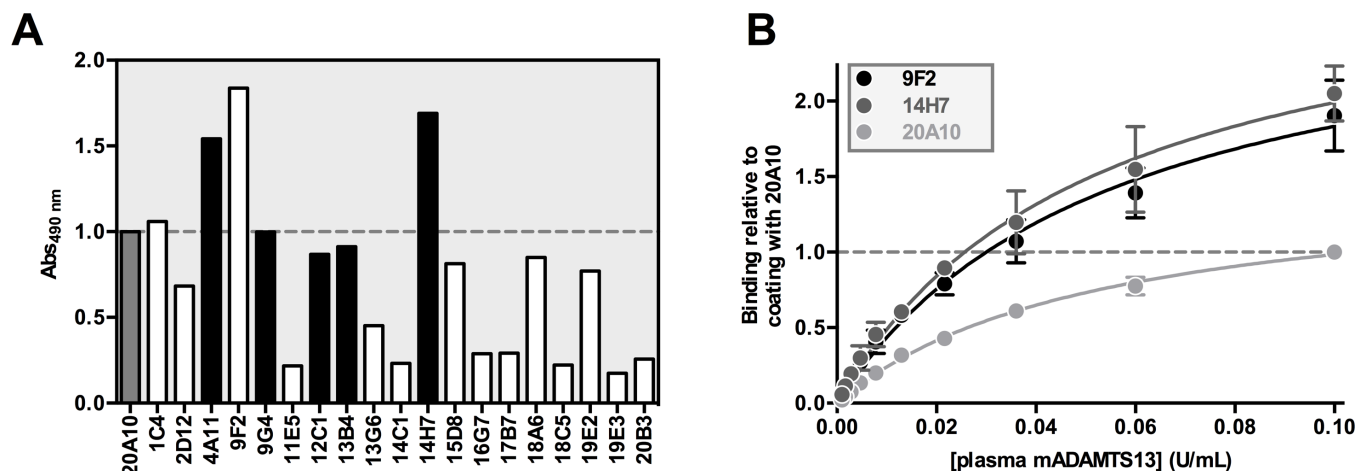 A
2.0
1.5
1.0
0.5
0.0
Abs490 nm
20A10
1C4
2D12
4A11
9F2
9G4
11E5
12C1
13B4
13G6
14C1
14H7
15D8
16G7
17B7
18A6
18C5
19E2
19E3
20B3
B
9F2
14H7
20A10
2.0
1.5
1.0
0.5
0.0
Binding relative to
coating with 20A10
0.00
0.02
0.04
0.06
0.08
0.10
[plasma mADAMTS13] (U/mL)